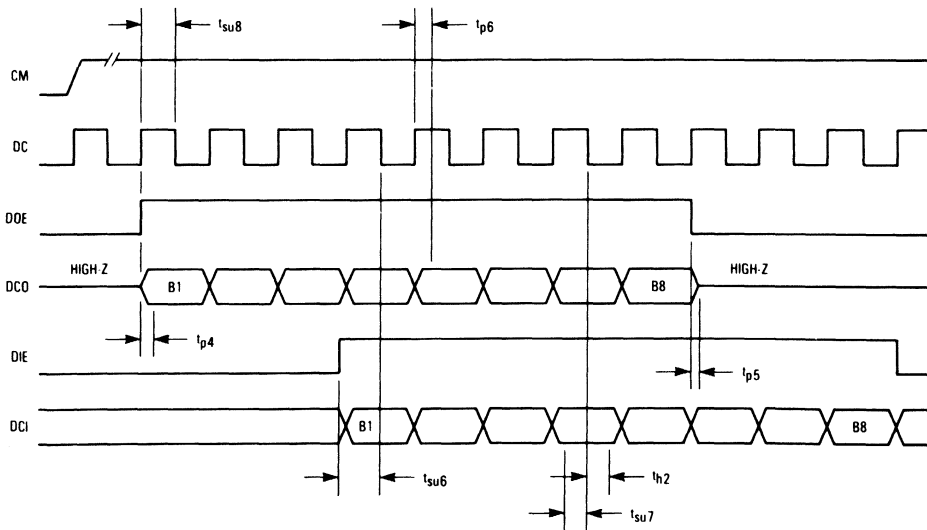 tsu8
tp6
CM
DC
DOE
HIGH-Z
HIGH-Z
DCO
B1
B8
tp4
DIE
tp5
DCI
B1
B8
tsu6
th2
tsu7